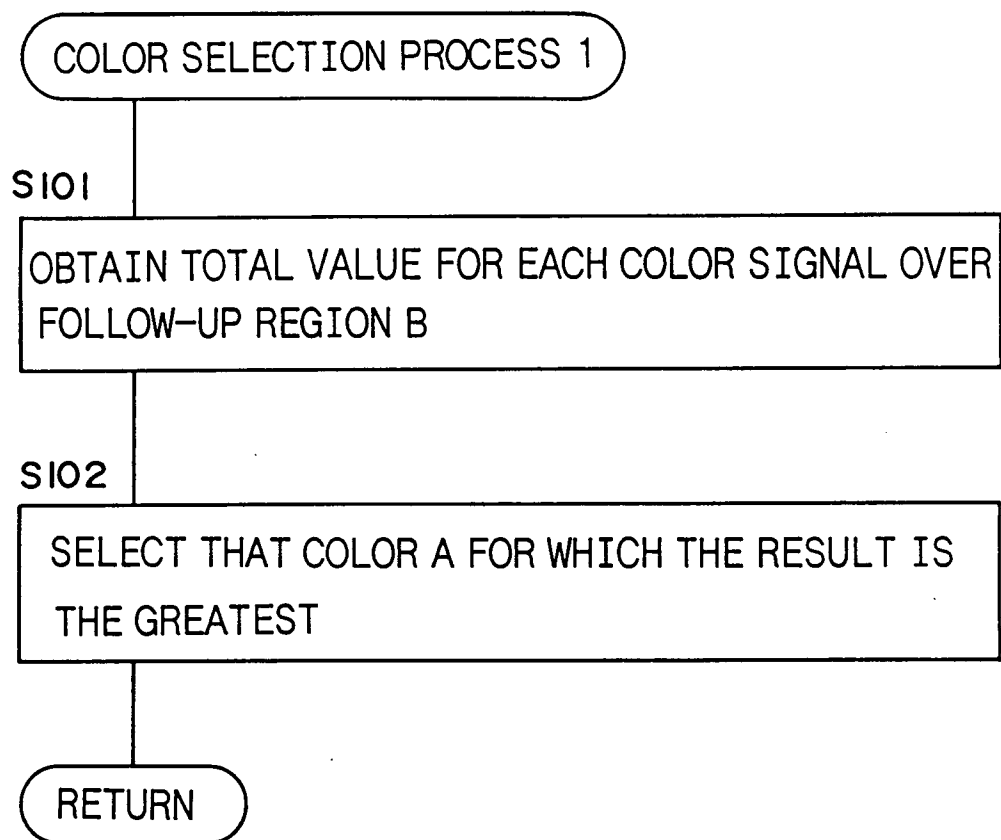 COLOR SELECTION PROCESS 1
S101
OBTAIN TOTAL VALUE FOR EACH COLOR SIGNAL OVER
FOLLOW-UP REGION B
S102
SELECT THAT COLOR A FOR WHICH THE RESULT IS
THE GREATEST
RETURN